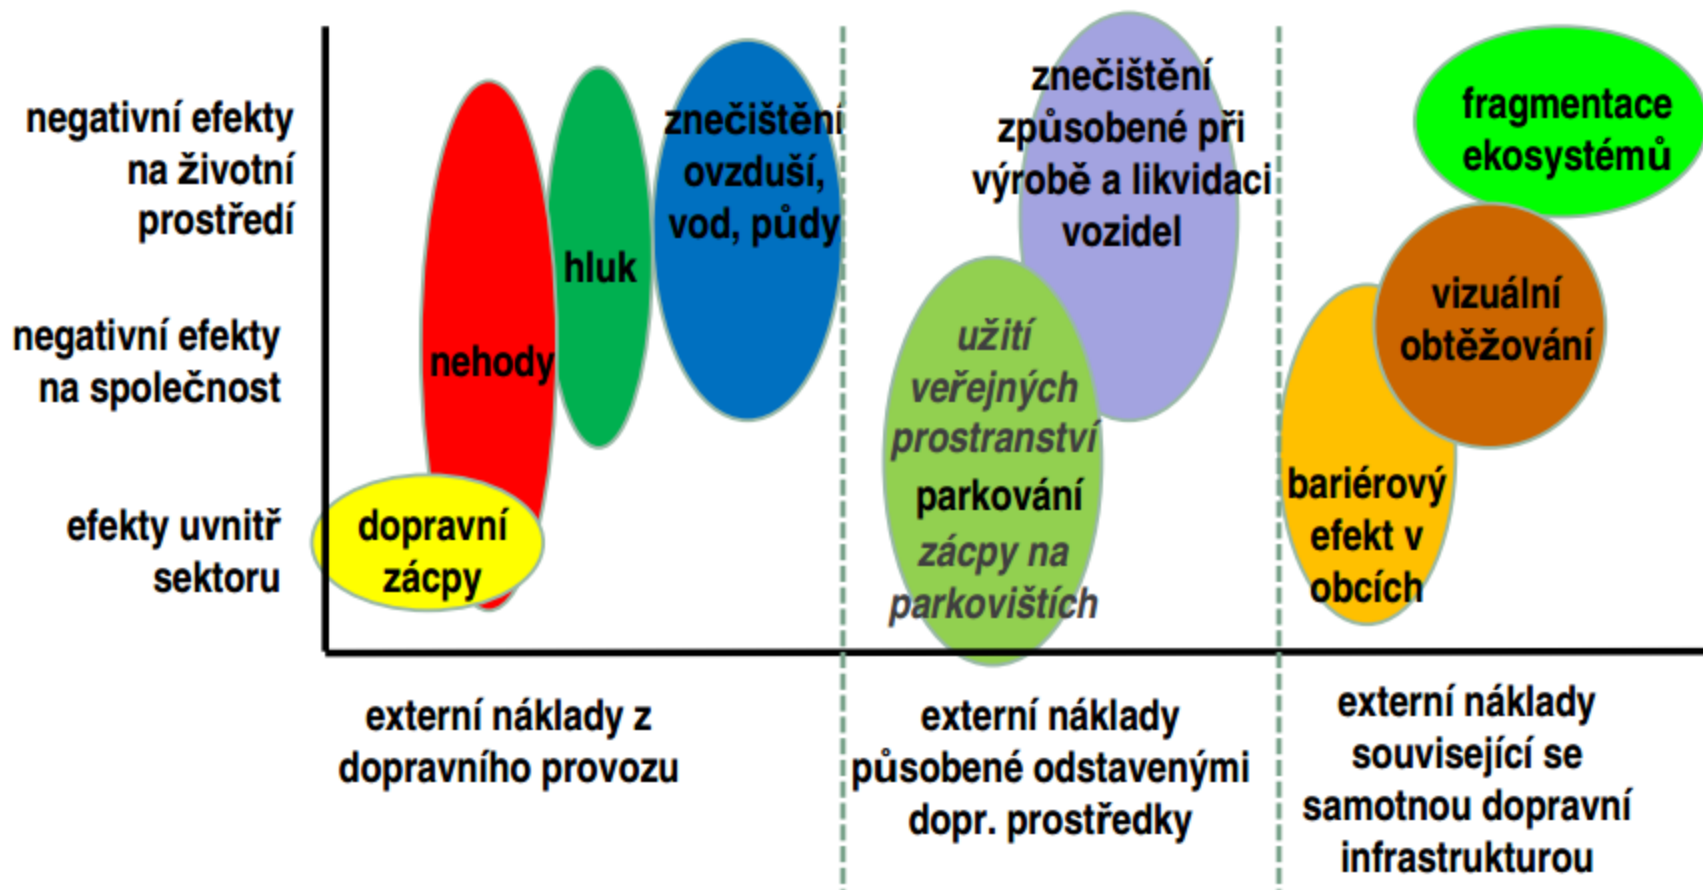 negativní efekty
na životní
prostředí
negativní efekty
na společnost
efekty uvnitř
sektoru
nehody
hluk
znečištění
ovzduší,
vod, půdy
dopravní
zácpy
znečištění
způsobené při
výrobě a likvidaci
vozidel
užití
veřejných
prostranství
parkování
zácpy na
parkovištích
fragmentace
ekosystémů
vizuální
obtěžování
bariérový
efekt v
obcích
externí náklady z
dopravního provozu
externí náklady
působené odstavenými
dopr. prostředky
externí náklady
související se
samotnou dopravní
infrastrukturou